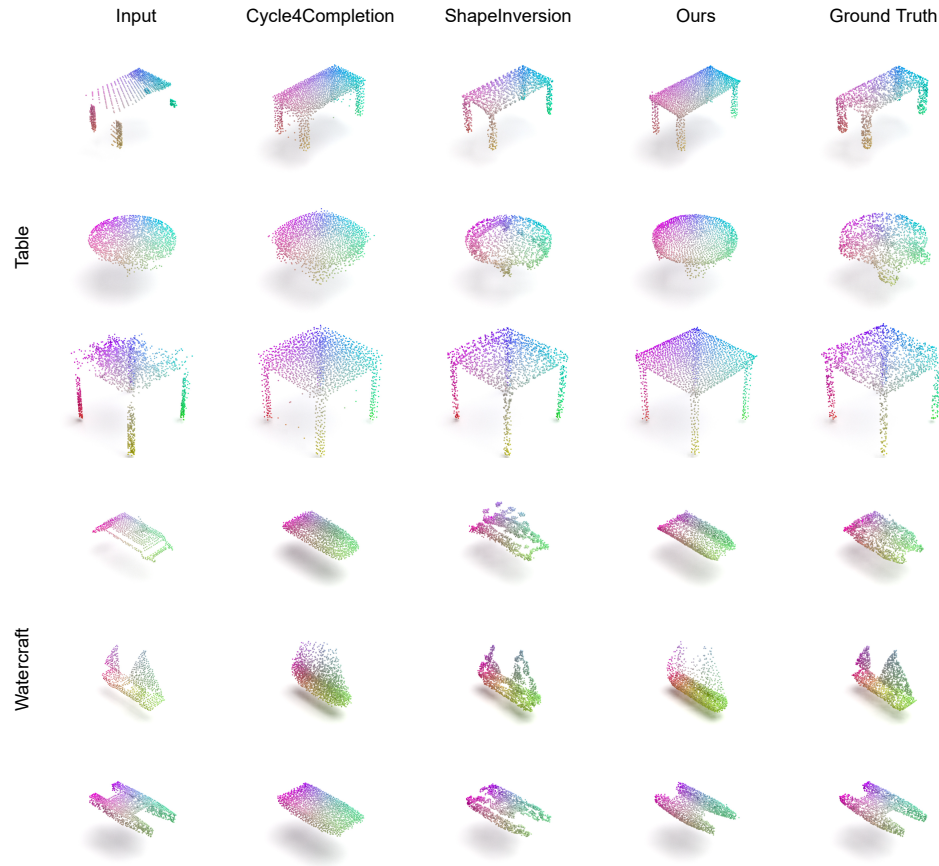 Input
Cycle4Completion
ShapeInversion
Ours
Ground Truth
Table
Watercraft